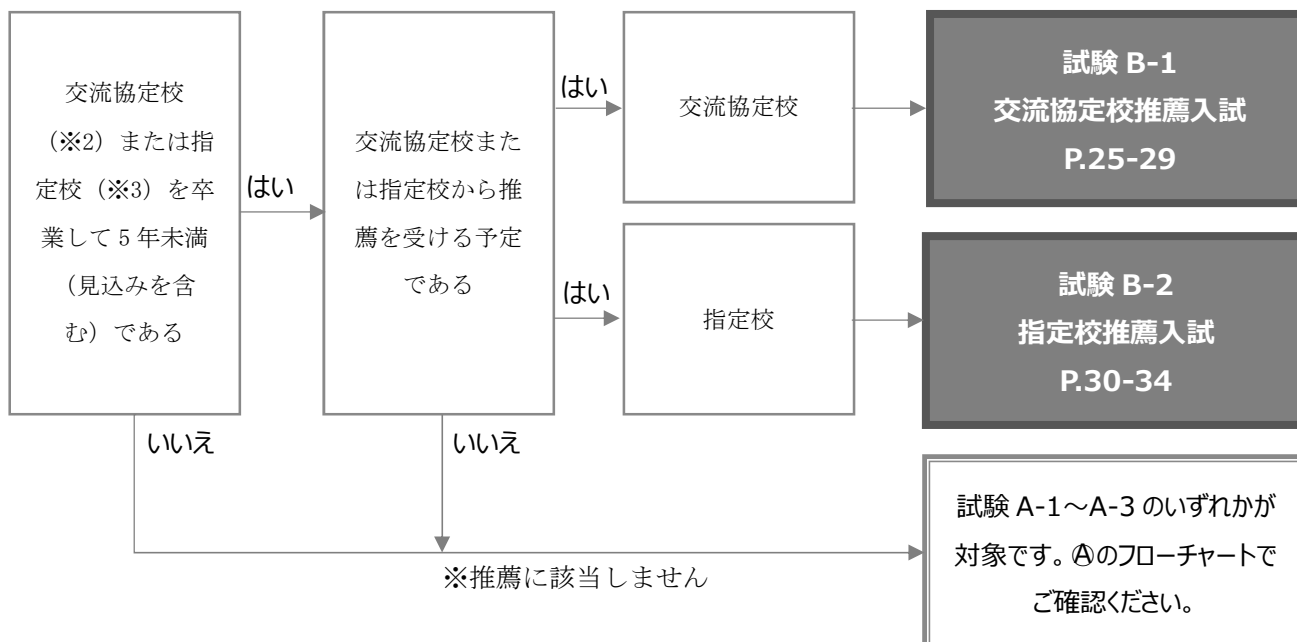 交流協定校
（※2）または指
定校（※3）を卒
業して5年未満
（見込みを含
む）である
はい
交流協定校また
は指定校から推
薦を受ける予定
である
はい
交流協定校
試験 B-1
交流協定校推薦入試
P.25-29
はい
指定校
試験 B-2
指定校推薦入試
P.30-34
いいえ
いいえ
※推薦に該当しません
試験 A-1～A-3 のいずれかが
対象です。Ⓐのフローチャートで
ご確認ください。